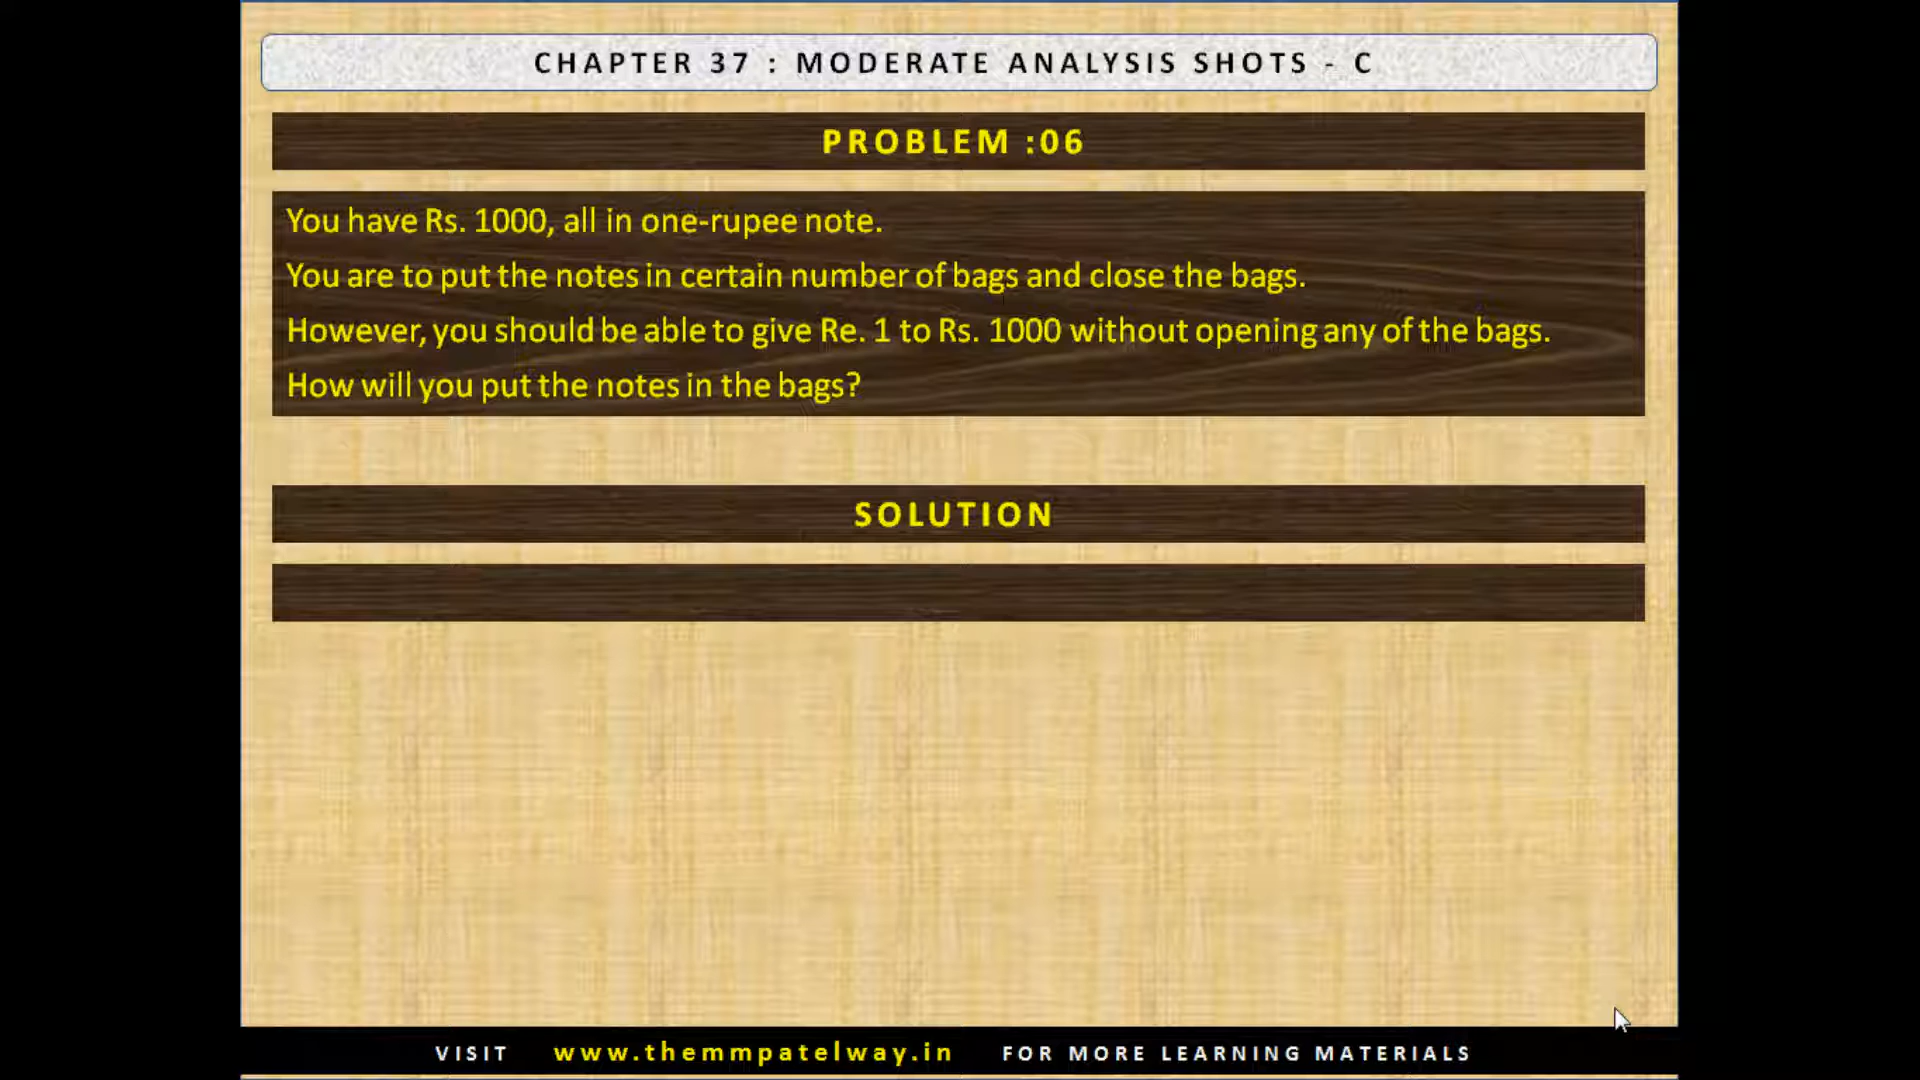 CHAPTER 37 : MODERATE ANALYSIS SHOTS - C
PROBLEM :06
You have Rs. 1000, all in one-rupee note.
You are to put the notes in certain number of bags and close the bags.
However, you should be able to give Re. 1 to Rs. 1000 without opening any of the bags.
How will you put the notes in the bags?
SOLUTION
VISIT www.themmpatelway.in FOR MORE LEARNING MATERIALS